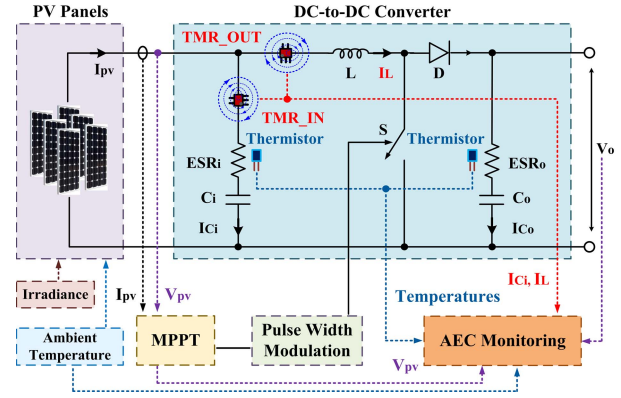 PV Panels
DC-to-DC Converter
TMR_OUT
Ipv
L
IL
D
TMR_IN
Thermistor
S
Thermistor
Vo
ESRi
ESRo
Ci
Co
ICi
ICo
Irradiance
Ipv
Vpv
Temperatures
ICi, IL
Ambient
Temperature
MPPT
Pulse Width
Modulation
AEC Monitoring
Vpv